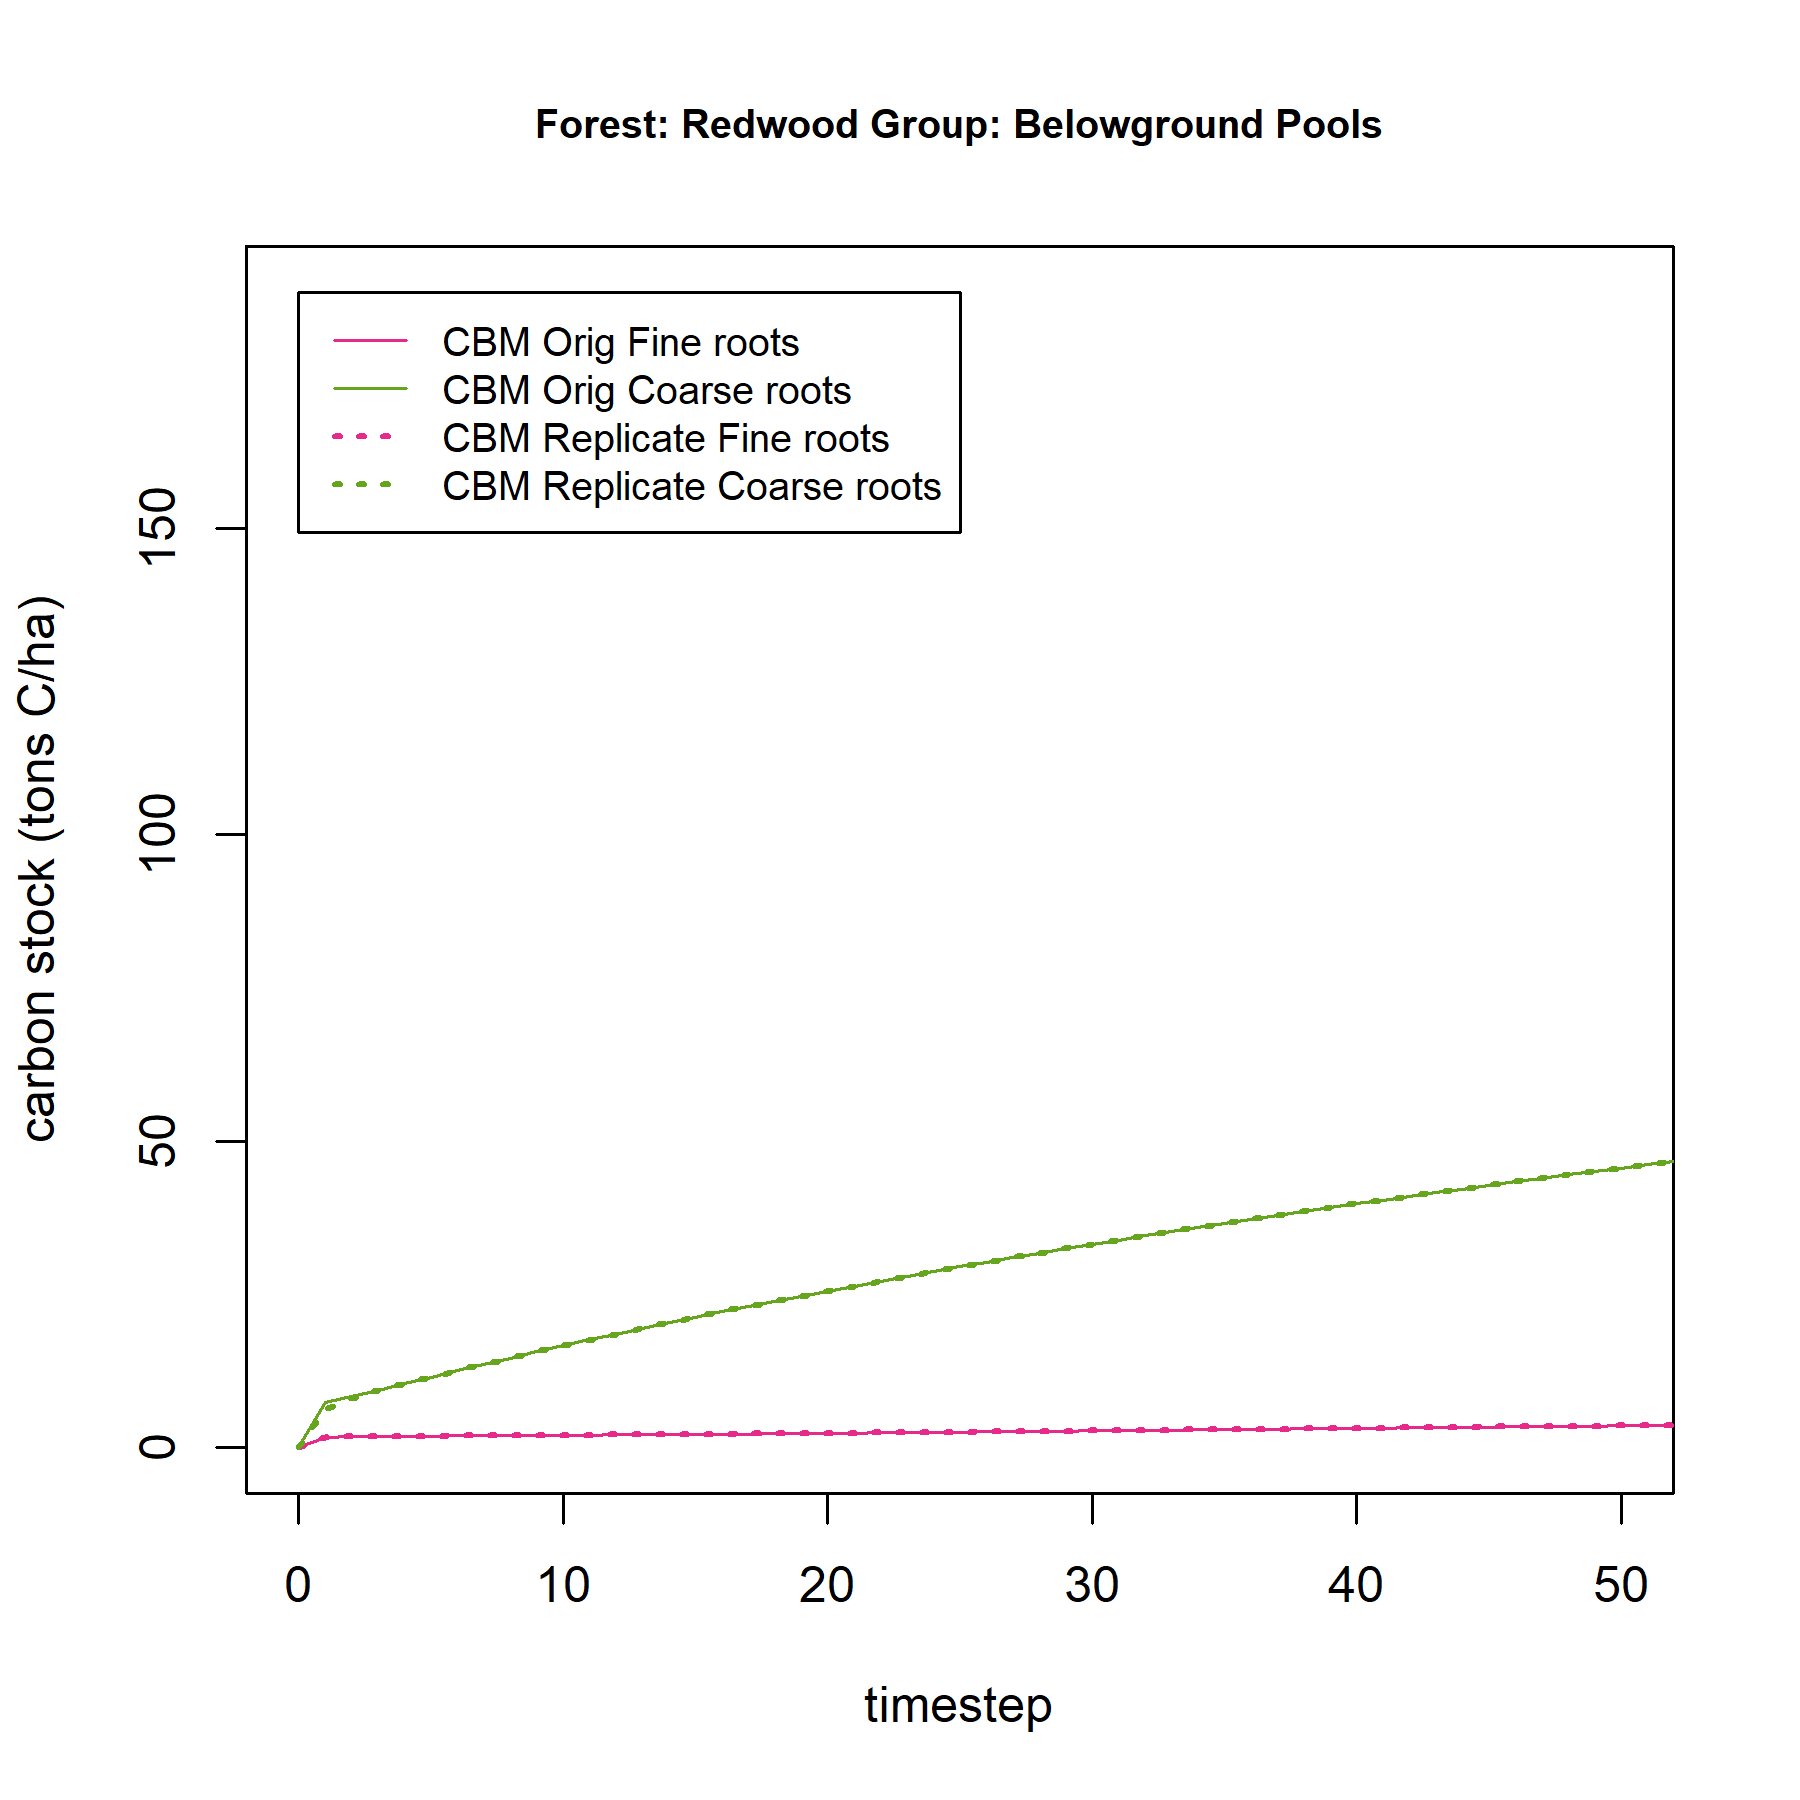 Forest: Redwood Group: Belowground Pools
CBM Orig Fine roots
CBM Orig Coarse roots
CBM Replicate Fine roots
CBM Replicate Coarse roots
carbon stock (tons C/ha)
150
100
50
0
0 10 20 30 40 50
timestep